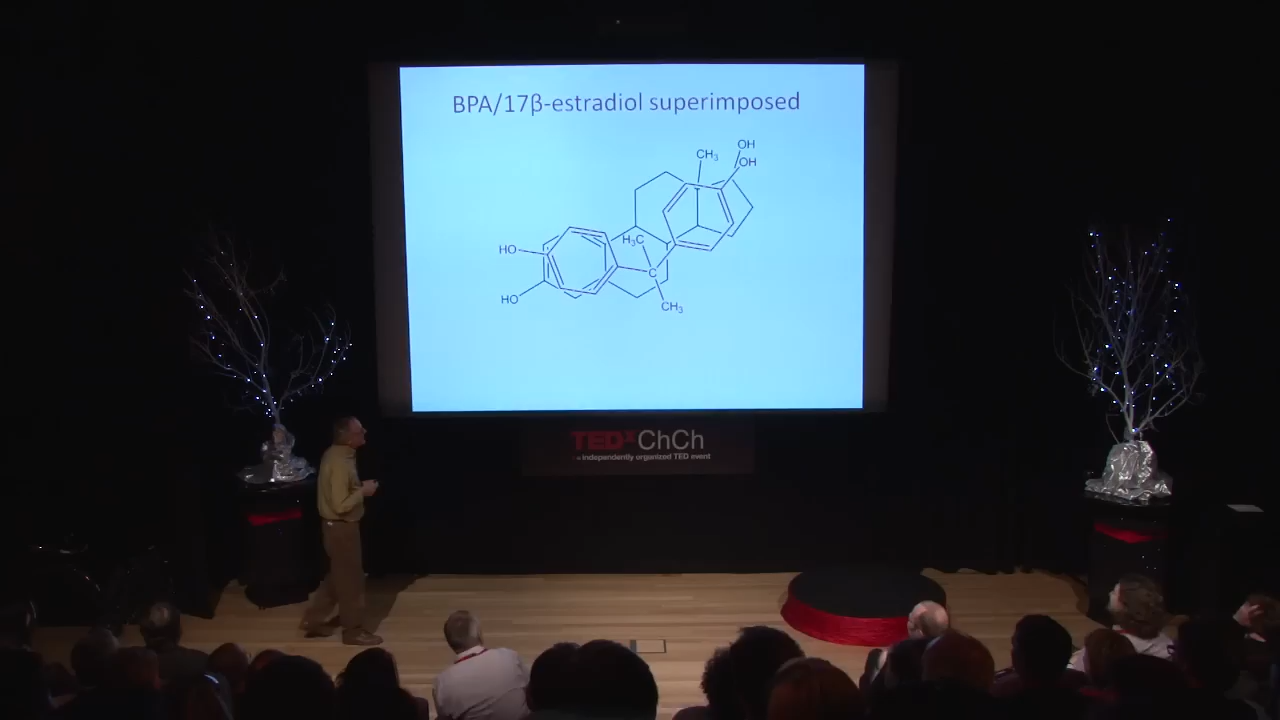 BPA/17β-estradiol superimposed
OH
CH3
OH
H3C
HO
C
HO
CH3
TEDxChCh
independently organized TED event